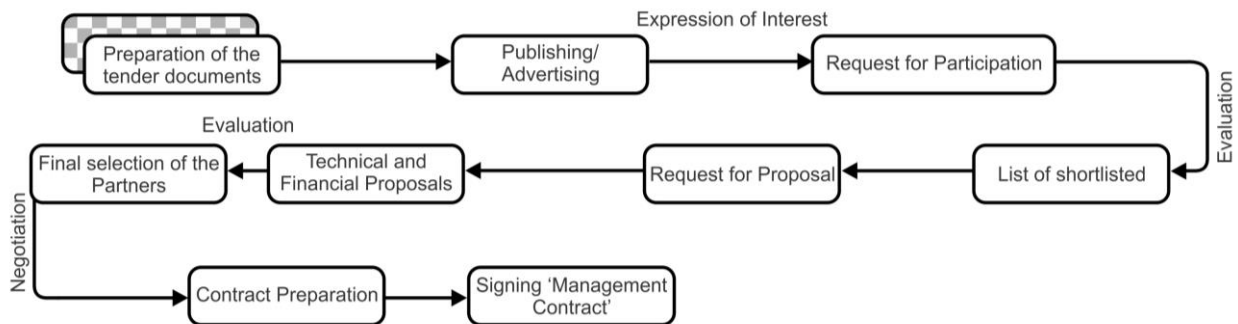 Expression of Interest
Preparation of the
tender documents
Publishing/
Advertising
Request for Participation
Evaluation
List of shortlisted
Request for Proposal
Technical and
Financial Proposals
Evaluation
Final selection of the
Partners
Negotiation
Contract Preparation
Signing ‘Management
Contract’